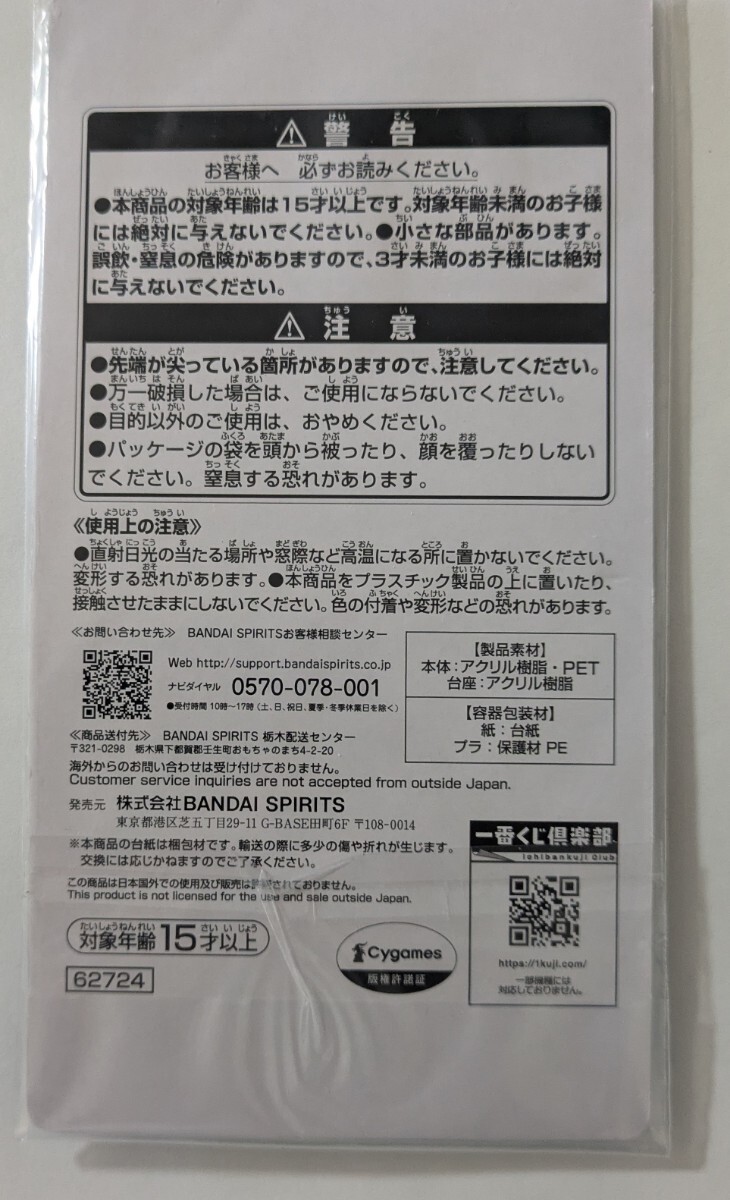 ⚠ 警告
お客様へ 必ずお読みください。
●本商品の対象年齢は15才以上です。対象年齢未満のお子様
には絶対に与えないでください。●小さな部品があります。
誤飲・窒息の危険がありますので、3才未満のお子様には絶対
に与えないでください。
⚠ 注意
●先端が尖っている箇所がありますので、注意してください。
●万一破損した場合は、ご使用にならないでください。
●目的以外のご使用は、おやめください。
●パッケージの袋を頭から被ったり、顔を覆ったりしない
でください。窒息する恐れがあります。
《使用上の注意》
●直射日光の当たる場所や窓際など高温になる所に置かないでください。
変形する恐れがあります。●本商品をプラスチック製品の上に置いたり、
接触させたままにしないでください。色の付着や変形などの恐れがあります。
≪お問い合わせ先≫ BANDAI SPIRITSお客様相談センター
Web http://support.bandaispirits.co.jp
ナビダイヤル 0570-078-001
●受付時間 10時〜17時 (土、日、祝日、夏季・冬季休業日を除く)
≪商品送付先≫ BANDAI SPIRITS 栃木配送センター
〒321-0298 栃木県下都賀郡壬生町おもちゃのまち4-2-20
【製品素材】
本体:アクリル樹脂・PET
台座:アクリル樹脂
【容器包装材】
紙:台紙
プラ:保護材 PE
海外からのお問い合わせは受け付けておりません。
Customer service inquiries are not accepted from outside Japan.
発売元 株式会社BANDAI SPIRITS
東京都港区芝五丁目29-11 G-BASE田町6F 〒108-0014
※本商品の台紙は梱包材です。輸送の際に多少の傷や折れが生じます。
交換には応じかねますのでご了承ください。
この商品は日本国外での使用及び販売は許諾されておりません。
This product is not licensed for the use and sale outside Japan.
対象年齢15才以上
62724
Cygames
版権許諾証
一番くじ倶楽部
Ichibankuji Club
https://1kuji.com/
一部機種には
対応しておりません。